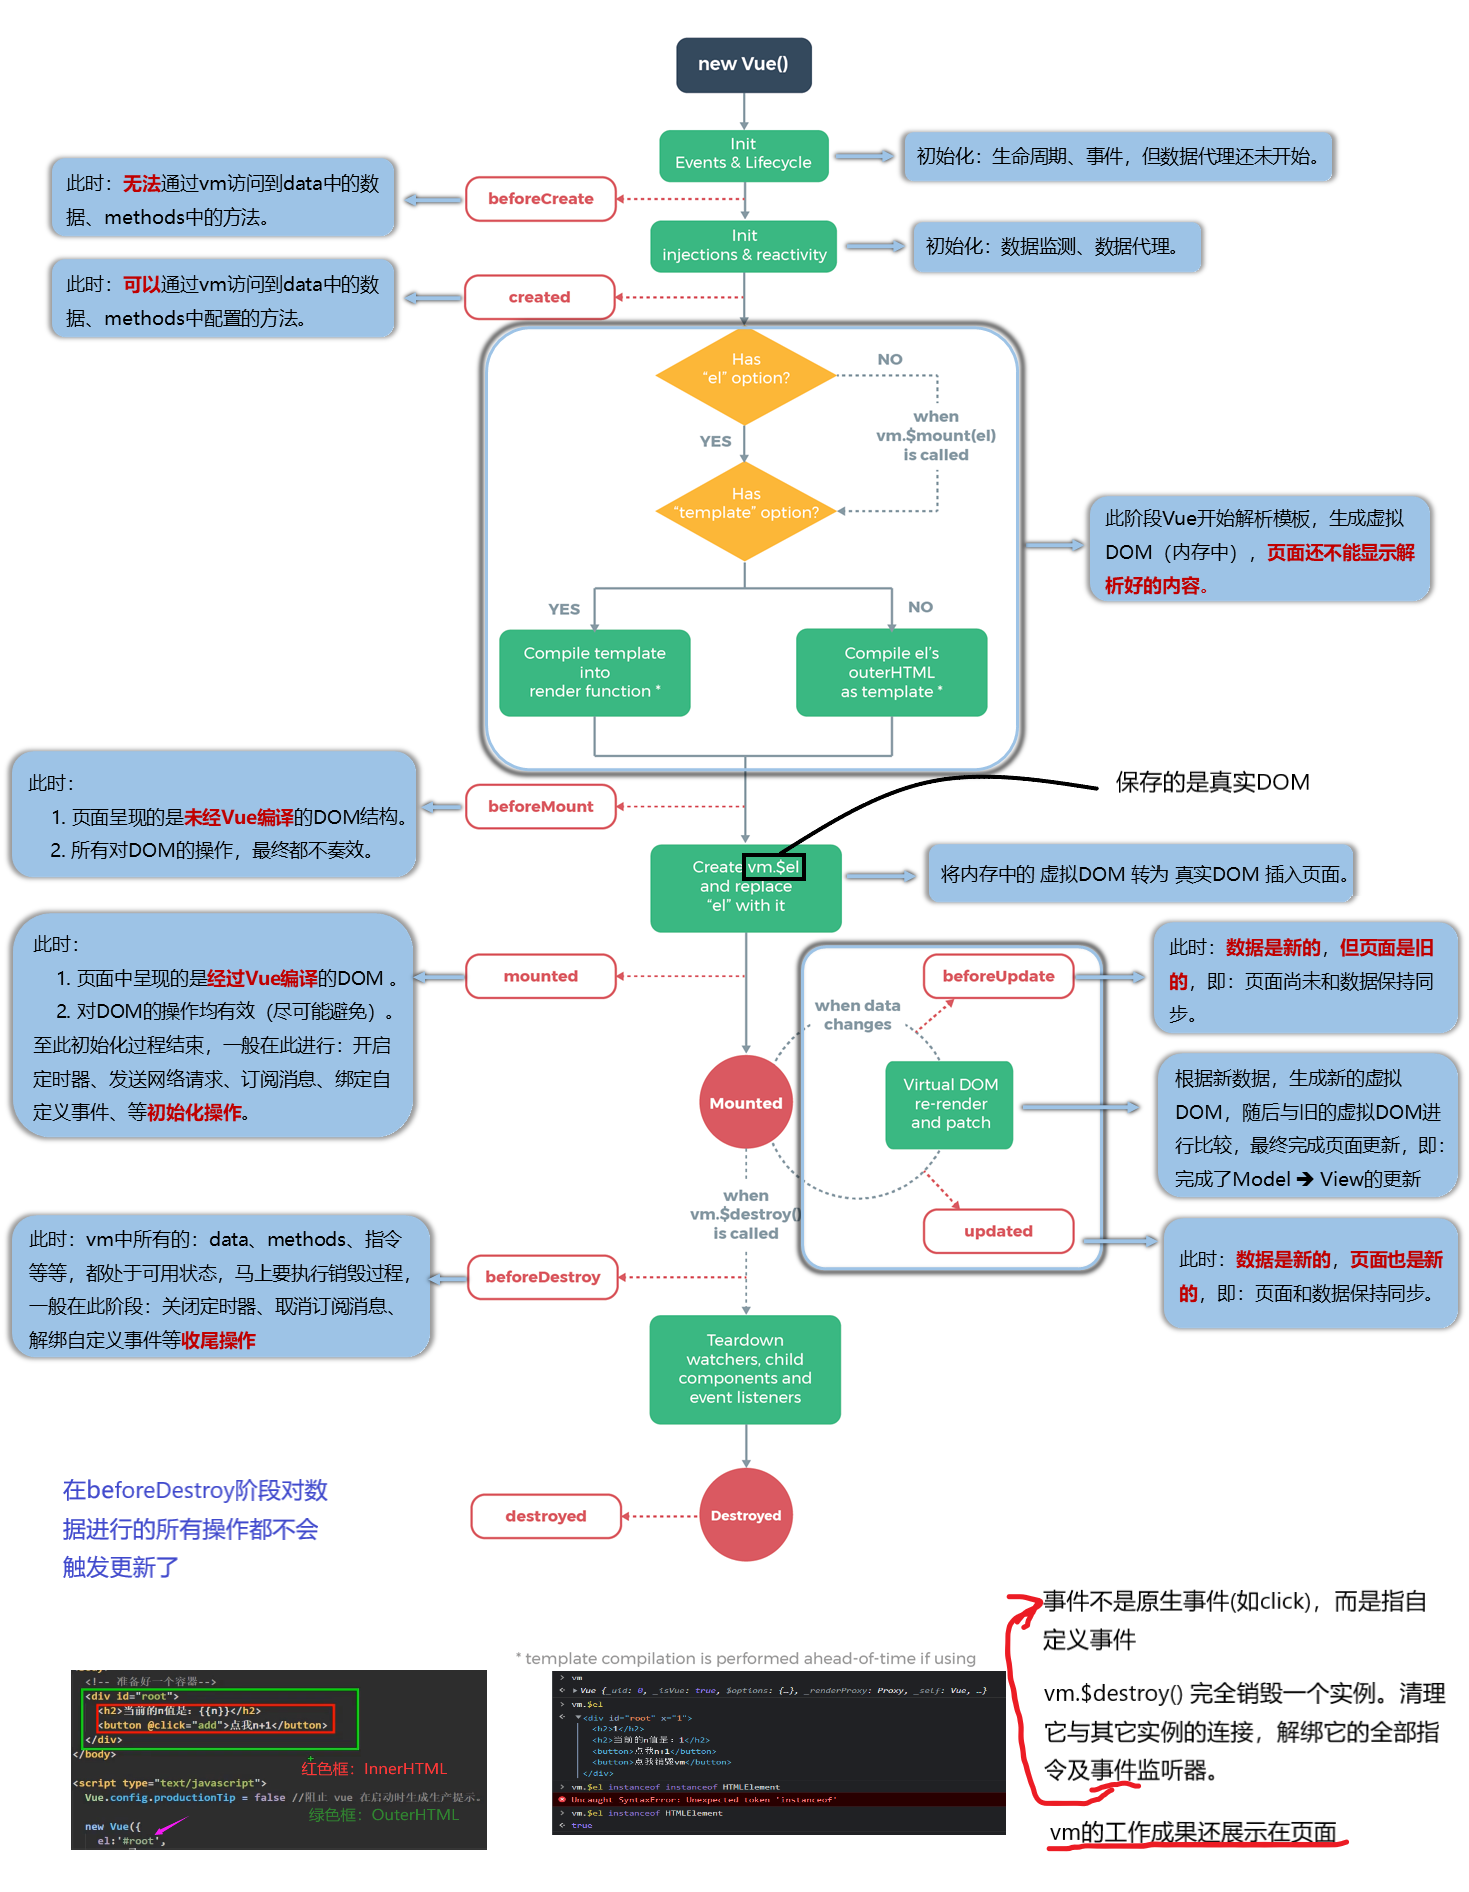 new Vue()
Init
Events & Lifecycle
初始化：生命周期、事件，但数据代理还未开始。
此时：无法通过vm访问到data中的数
据、methods中的方法。
beforeCreate
Init
injections & reactivity
初始化：数据监测、数据代理。
此时：可以通过vm访问到data中的数
据、methods中配置的方法。
created
Has
“el” option?
NO
when
vm.$mount(el)
is called
YES
Has
“template” option?
此阶段Vue开始解析模板，生成虚拟
DOM（内存中），页面还不能显示解
析好的内容。
YES
NO
Compile template
into
render function *
Compile el’s
outerHTML
as template *
此时：
1. 页面呈现的是未经Vue编译的DOM结构。
2. 所有对DOM的操作，最终都不奏效。
beforeMount
保存的是真实DOM
Create vm.$el
and replace
“el” with it
将内存中的 虚拟DOM 转为 真实DOM 插入页面。
此时：
1. 页面中呈现的是经过Vue编译的DOM 。
2. 对DOM的操作均有效（尽可能避免）。
至此初始化过程结束，一般在此进行：开启
定时器、发送网络请求、订阅消息、绑定自
定义事件、等初始化操作。
mounted
Mounted
when data
changes
beforeUpdate
此时：数据是新的，但页面是旧
的，即：页面尚未和数据保持同
步。
Virtual DOM
re-render
and patch
根据新数据，生成新的虚拟
DOM，随后与旧的虚拟DOM进
行比较，最终完成页面更新，即：
完成了Model ➔ View的更新
updated
此时：数据是新的，页面也是新
的，即：页面和数据保持同步。
when
vm.$destroy()
is called
此时：vm中所有的：data、methods、指令
等等，都处于可用状态，马上要执行销毁过程，
一般在此阶段：关闭定时器、取消订阅消息、
解绑自定义事件等收尾操作
beforeDestroy
Teardown
watchers, child
components and
event listeners
在beforeDestroy阶段对数
据进行的所有操作都不会
触发更新了
destroyed
Destroyed
事件不是原生事件(如click)，而是指自
定义事件
vm.$destroy() 完全销毁一个实例。清理
它与其它实例的连接，解绑它的全部指
令及事件监听器。
vm的工作成果还展示在页面
* template compilation is performed ahead-of-time if using
<!-- 准备好一个容器-->
<div id="root">
<h2>当前的n值是：{{n}}</h2>
<button @click="add">点我n+1</button>
</div>
</body>
红色框：InnerHTML
<script type="text/javascript">
Vue.config.productionTip = false //阻止 vue 在启动时生成生产提示。
绿色框：OuterHTML
new Vue({
el:'#root',
> vm
Vue {_uid: 0, _isVue: true, $options: {…}, _renderProxy: Proxy, _self: Vue, …}
> vm.$el
<div id="root" x="1">
<h2>1</h2>
<h2>当前的n值是：1</h2>
<button>点我n+1</button>
<button>点我销毁vm</button>
</div>
> vm.$el instanceof instanceof HTMLElement
Uncaught SyntaxError: Unexpected token 'instanceof'
> vm.$el instanceof HTMLElement
true